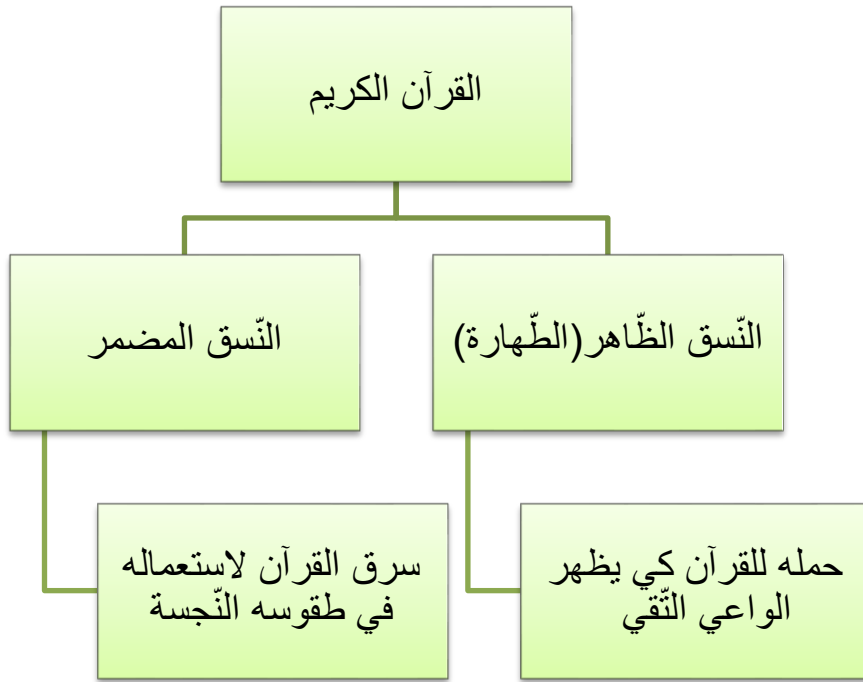 القرآن الكريم
النّسق الظّاهر(الطّهارة)
النّسق المضمر
حمله للقرآن كي يظهر
الواعي التّقي
سرق القرآن لاستعماله
في طقوسه النّجسة